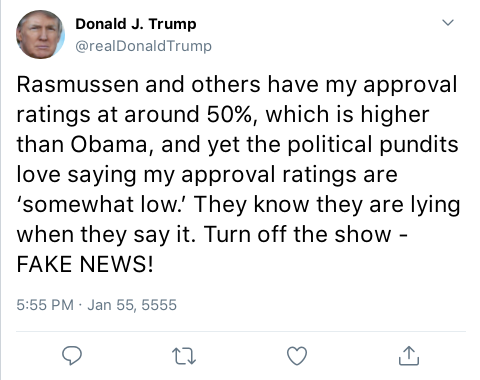 Donald J. Trump
@realDonaldTrump
Rasmussen and others have my approval
ratings at around 50%, which is higher
than Obama, and yet the political pundits
love saying my approval ratings are
‘somewhat low.’ They know they are lying
when they say it. Turn off the show -
FAKE NEWS!
5:55 PM · Jan 55, 5555